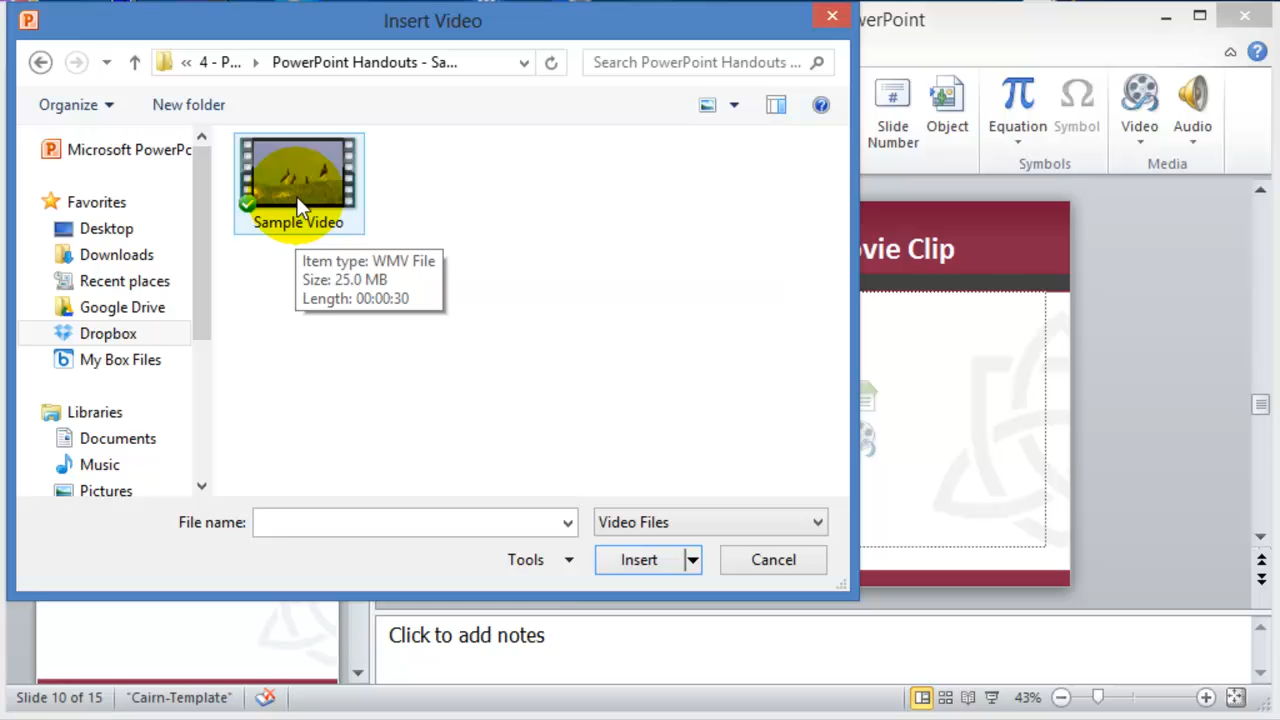 Insert Video
werPoint
« 4 - P... PowerPoint Handouts - Sa...
Search PowerPoint Handouts ...
Organize
New folder
Microsoft PowerPc
Favorites
Desktop
Downloads
Recent places
Google Drive
Dropbox
My Box Files
Libraries
Documents
Music
Pictures
Sample Video
Item type: WMV File
Size: 25.0 MB
Length: 00:00:30
File name:
Video Files
Tools
Insert
Cancel
Slide Number
Object
Equation
Symbol
Video
Audio
Symbols
Media
vie Clip
Click to add notes
Slide 10 of 15
"Cairn-Template"
43%